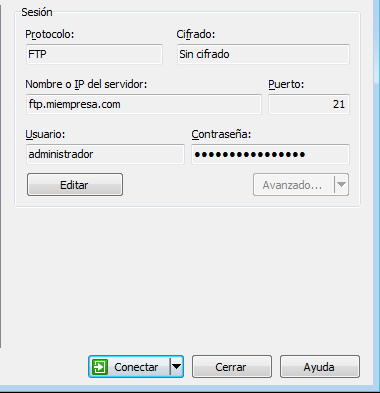 Sesión
Protocolo: Cifrado:
FTP Sin cifrado
Nombre o IP del servidor: Puerto:
ftp.miempresa.com 21
Usuario: Contraseña:
administrador ●●●●●●●●●●●●●●●●
Editar Avanzado...
Conectar Cerrar Ayuda